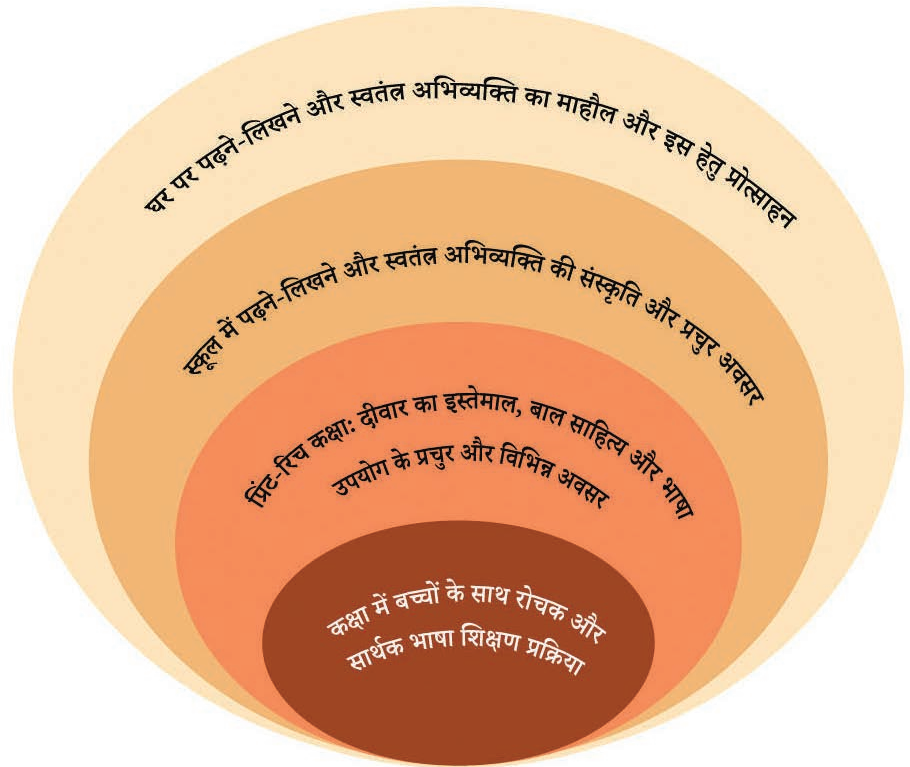 घर पर पढ़ने-लिखने और स्वतंत्र अभिव्यक्ति का माहौल और इस हेतु प्रोत्साहन
स्कूल में पढ़ने-लिखने और स्वतंत्र अभिव्यक्ति की संस्कृति और प्रचुर अवसर
प्रिंट-रिच कक्षा: दीवार का इस्तेमाल, बाल साहित्य और भाषा
उपयोग के प्रचुर और विभिन्न अवसर
कक्षा में बच्चों के साथ रोचक और
सार्थक भाषा शिक्षण प्रक्रिया